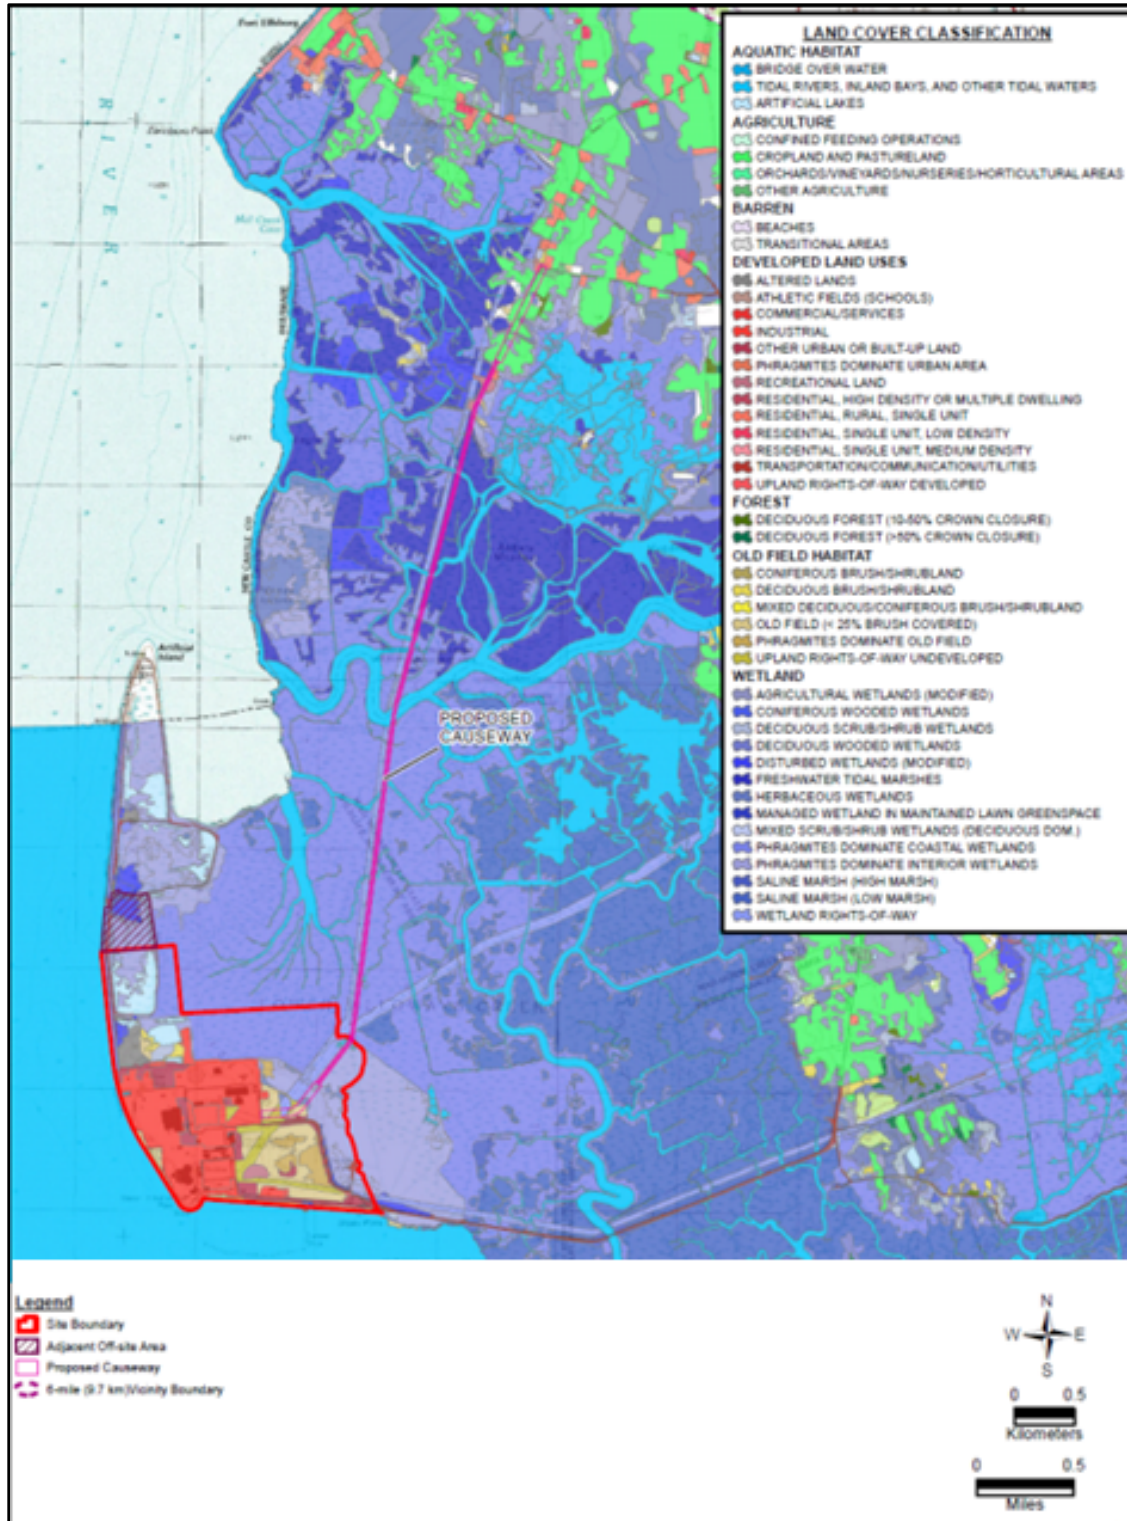 Fort Elfsborg
RIVER
Mill Creek
Cove
NEW CASTLE CO
Artificial
Island
PROPOSED
CAUSEWAY
LAND COVER CLASSIFICATION
AQUATIC HABITAT
BRIDGE OVER WATER
TIDAL RIVERS, INLAND BAYS, AND OTHER TIDAL WATERS
ARTIFICIAL LAKES
AGRICULTURE
CONFINED FEEDING OPERATIONS
CROPLAND AND PASTURELAND
ORCHARDS/VINEYARDS/NURSERIES/HORTICULTURAL AREAS
OTHER AGRICULTURE
BARREN
BEACHES
TRANSITIONAL AREAS
DEVELOPED LAND USES
ALTERED LANDS
ATHLETIC FIELDS (SCHOOLS)
COMMERCIAL/SERVICES
INDUSTRIAL
OTHER URBAN OR BUILT-UP LAND
PHRAGMITES DOMINATE URBAN AREA
RECREATIONAL LAND
RESIDENTIAL, HIGH DENSITY OR MULTIPLE DWELLING
RESIDENTIAL, RURAL, SINGLE UNIT
RESIDENTIAL, SINGLE UNIT, LOW DENSITY
RESIDENTIAL, SINGLE UNIT, MEDIUM DENSITY
TRANSPORTATION/COMMUNICATION/UTILITIES
UPLAND RIGHTS-OF-WAY DEVELOPED
FOREST
DECIDUOUS FOREST (10-50% CROWN CLOSURE)
DECIDUOUS FOREST (>50% CROWN CLOSURE)
OLD FIELD HABITAT
CONIFEROUS BRUSH/SHRUBLAND
DECIDUOUS BRUSH/SHRUBLAND
MIXED DECIDUOUS/CONIFEROUS BRUSH/SHRUBLAND
OLD FIELD (< 25% BRUSH COVERED)
PHRAGMITES DOMINATE OLD FIELD
UPLAND RIGHTS-OF-WAY UNDEVELOPED
WETLAND
AGRICULTURAL WETLANDS (MODIFIED)
CONIFEROUS WOODED WETLANDS
DECIDUOUS SCRUB/SHRUB WETLANDS
DECIDUOUS WOODED WETLANDS
DISTURBED WETLANDS (MODIFIED)
FRESHWATER TIDAL MARSHES
HERBACEOUS WETLANDS
MANAGED WETLAND IN MAINTAINED LAWN GREENSPACE
MIXED SCRUB/SHRUB WETLANDS (DECIDUOUS DOM.)
PHRAGMITES DOMINATE COASTAL WETLANDS
PHRAGMITES DOMINATE INTERIOR WETLANDS
SALINE MARSH (HIGH MARSH)
SALINE MARSH (LOW MARSH)
WETLAND RIGHTS-OF-WAY
Legend
Site Boundary
Adjacent Off-site Area
Proposed Causeway
6-mile (9.7 km)Vicinity Boundary
N
W E
S
0 0.5
Kilometers
0 0.5
Miles